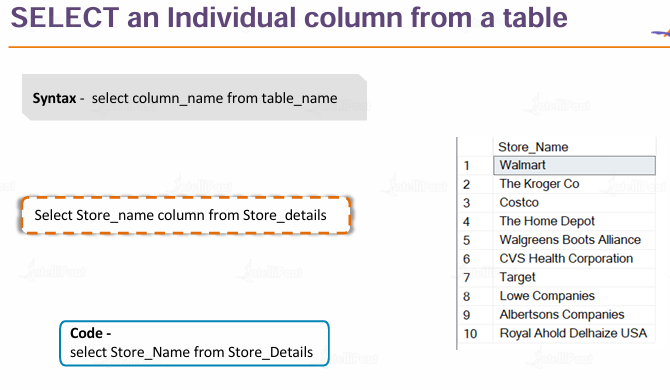 SELECT an Individual column from a table
Syntax - select column_name from table_name
Select Store_name column from Store_details
Code -
select Store_Name from Store_Details
Store_Name
1 Walmart
2 The Kroger Co
3 Costco
4 The Home Depot
5 Walgreens Boots Alliance
6 CVS Health Corporation
7 Target
8 Lowe Companies
9 Albertsons Companies
10 Royal Ahold Delhaize USA